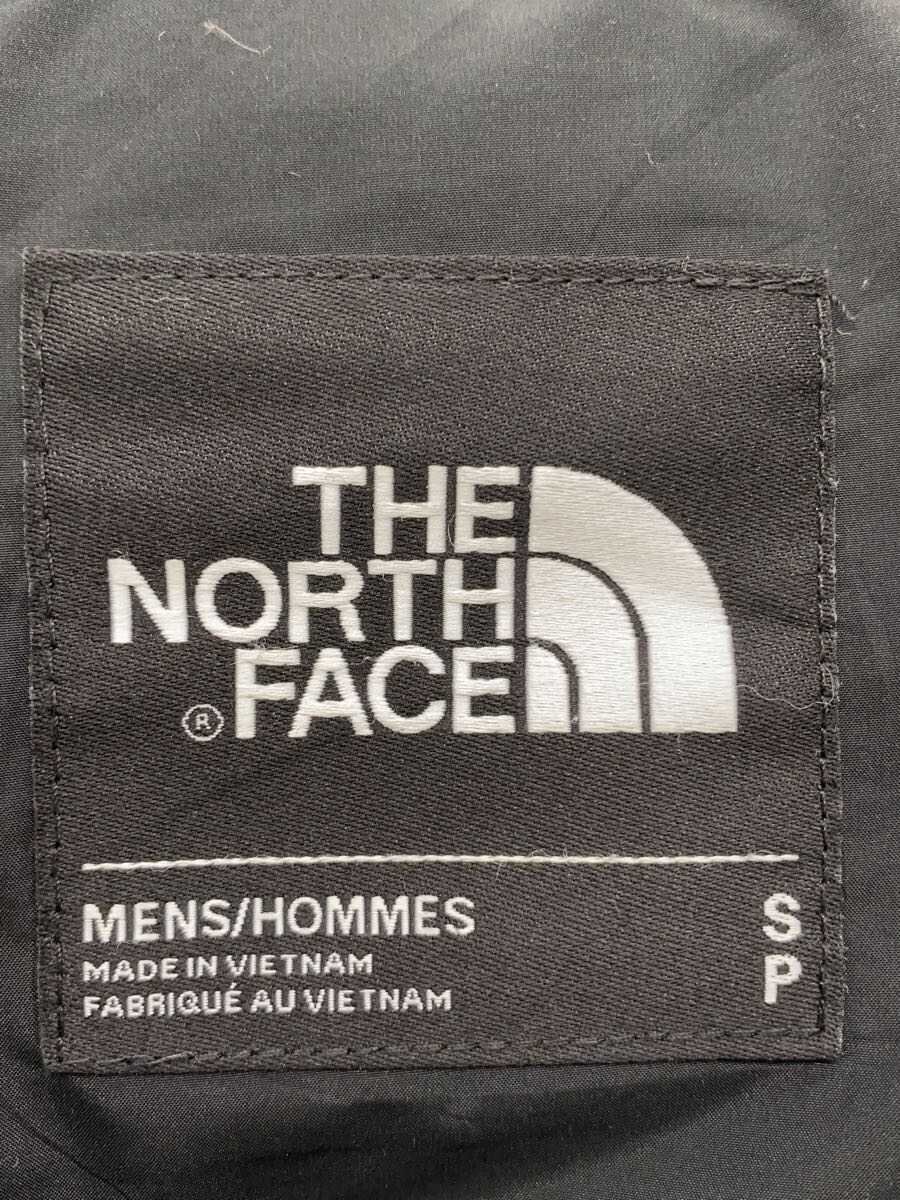 THE
NORTH
® FACE
MENS/HOMMES S
MADE IN VIETNAM P
FABRIQUÉ AU VIETNAM